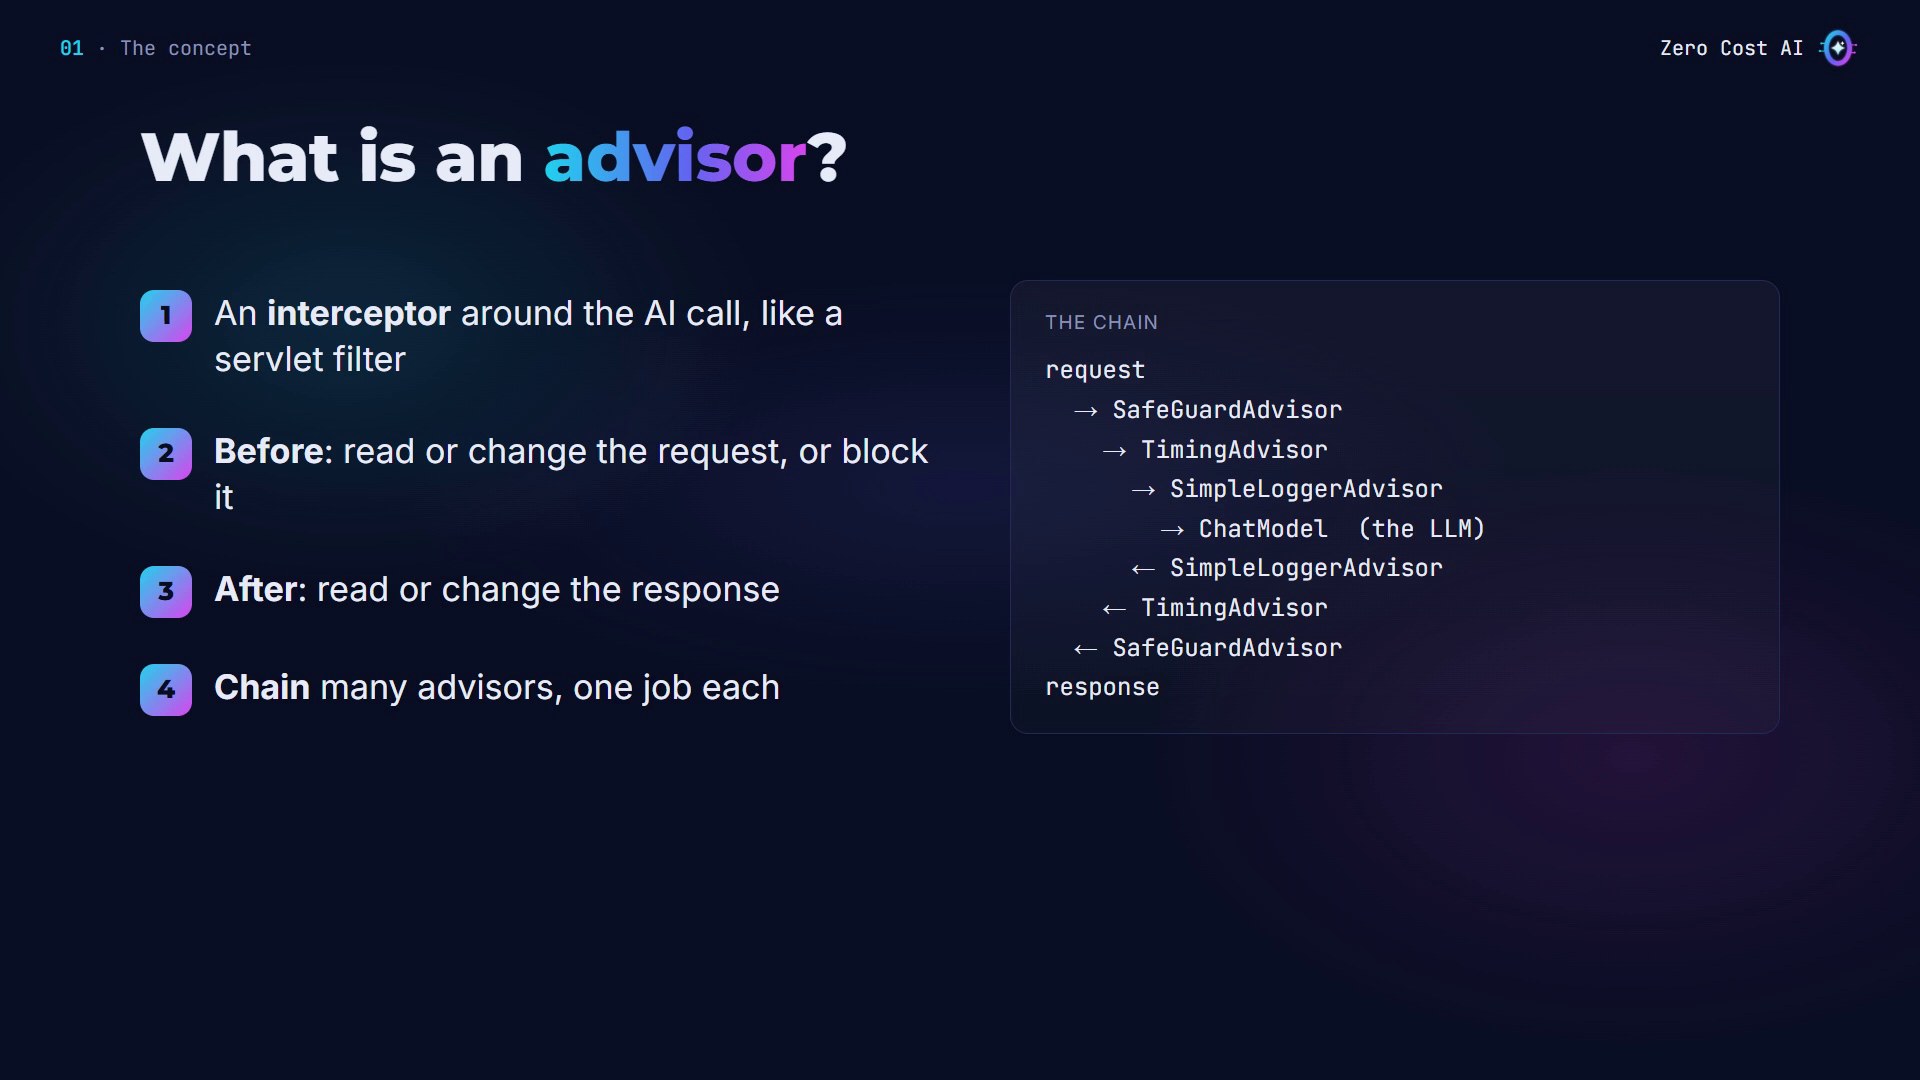 01 · The concept
Zero Cost AI
What is an advisor?
1 An interceptor around the AI call, like a
servlet filter
2 Before: read or change the request, or block
it
3 After: read or change the response
4 Chain many advisors, one job each
THE CHAIN
request
→ SafeGuardAdvisor
→ TimingAdvisor
→ SimpleLoggerAdvisor
→ ChatModel (the LLM)
← SimpleLoggerAdvisor
← TimingAdvisor
← SafeGuardAdvisor
response